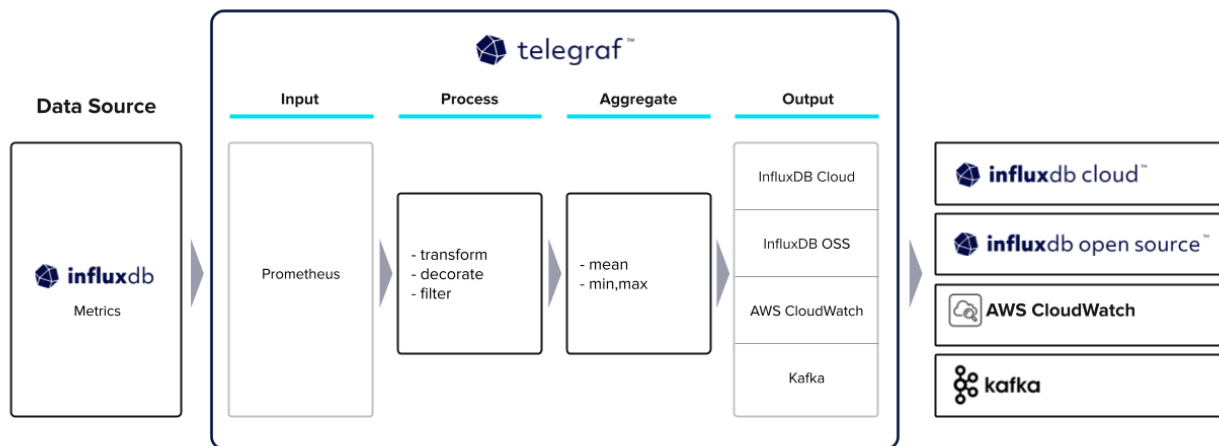 telegraf™
Data Source
Input
Process
Aggregate
Output
influxdb
Metrics
Prometheus
- transform
- decorate
- filter
- mean
- min,max
InfluxDB Cloud
InfluxDB OSS
AWS CloudWatch
Kafka
influxdb cloud™
influxdb open source™
AWS CloudWatch
kafka